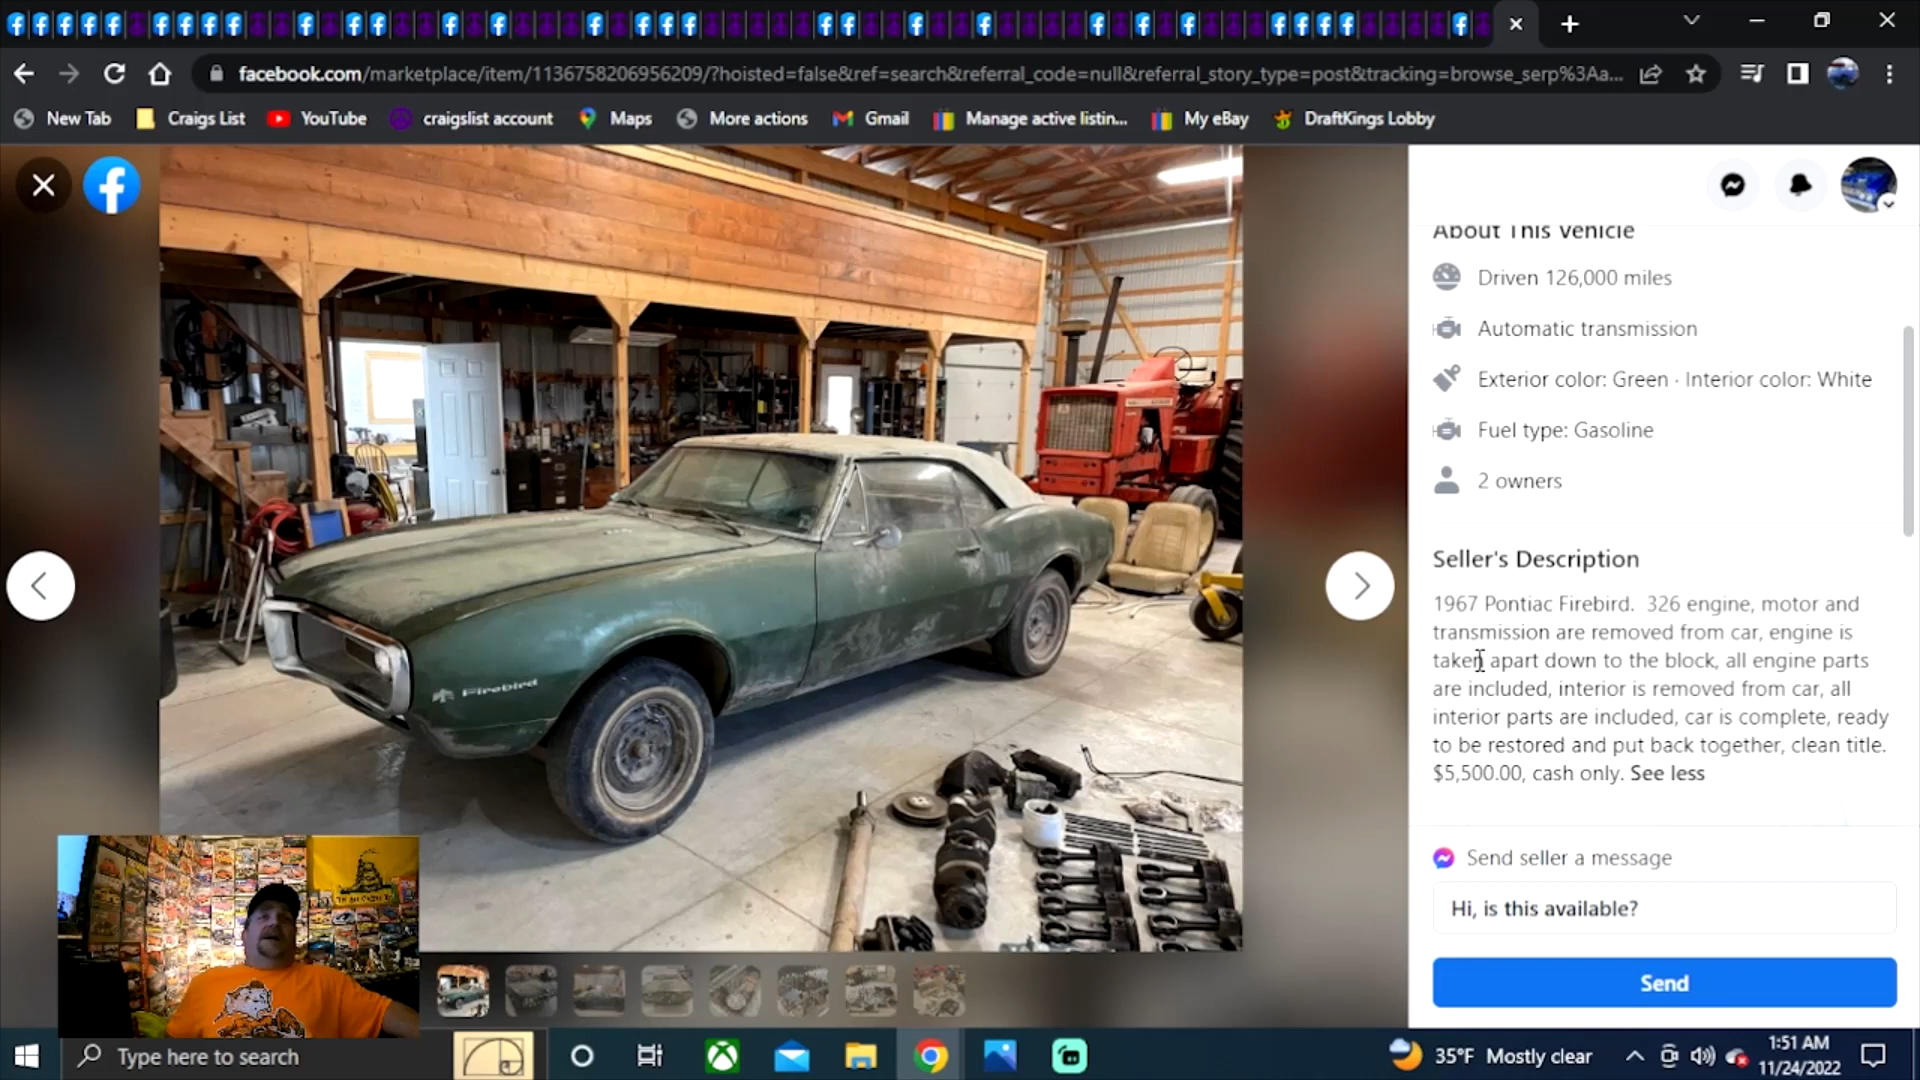 facebook.com/marketplace/item/1136758206956209/?hoisted=false&ref=search&referral_code=null&referral_story_type=post&tracking=browse_serp%3Aa...
New Tab
Craigs List
YouTube
craigslist account
Maps
More actions
Gmail
Manage active listin...
My eBay
DraftKings Lobby
About This Vehicle
Driven 126,000 miles
Automatic transmission
Exterior color: Green · Interior color: White
Fuel type: Gasoline
2 owners
Seller's Description
1967 Pontiac Firebird. 326 engine, motor and
transmission are removed from car, engine is
taken apart down to the block, all engine parts
are included, interior is removed from car, all
interior parts are included, car is complete, ready
to be restored and put back together, clean title.
$5,500.00, cash only. See less
Send seller a message
Hi, is this available?
Send
Firebird
Type here to search
35°F Mostly clear
1:51 AM
11/24/2022